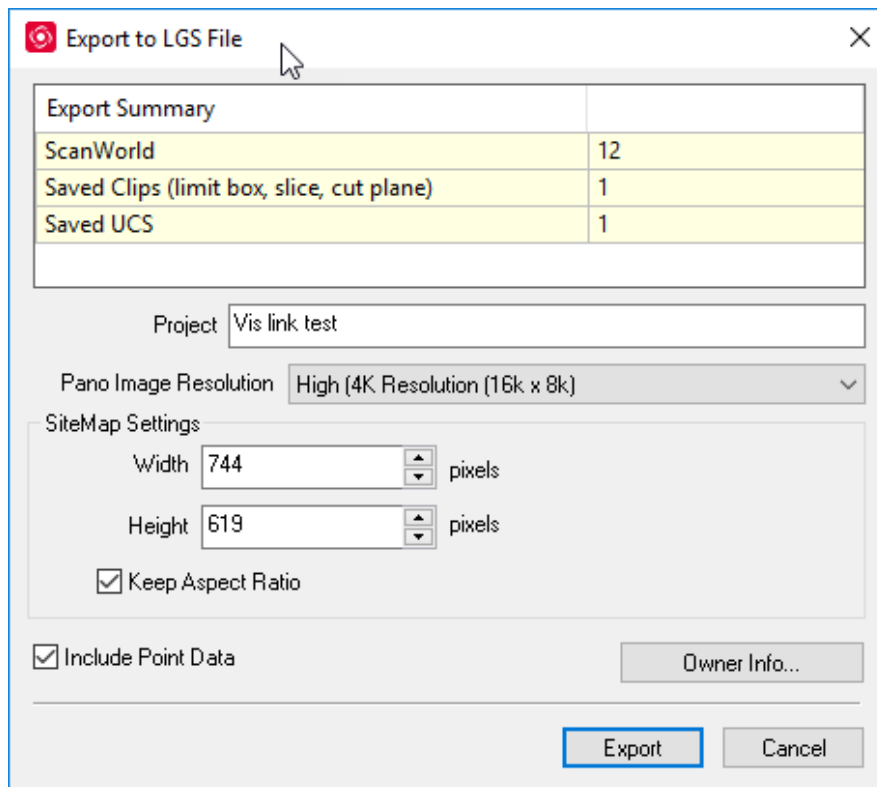 Export to LGS File
Export Summary
ScanWorld 12
Saved Clips (limit box, slice, cut plane) 1
Saved UCS 1
Project Vis link test
Pano Image Resolution High (4K Resolution (16k x 8k)
SiteMap Settings
Width 744 pixels
Height 619 pixels
Keep Aspect Ratio
Include Point Data Owner Info...
Export Cancel